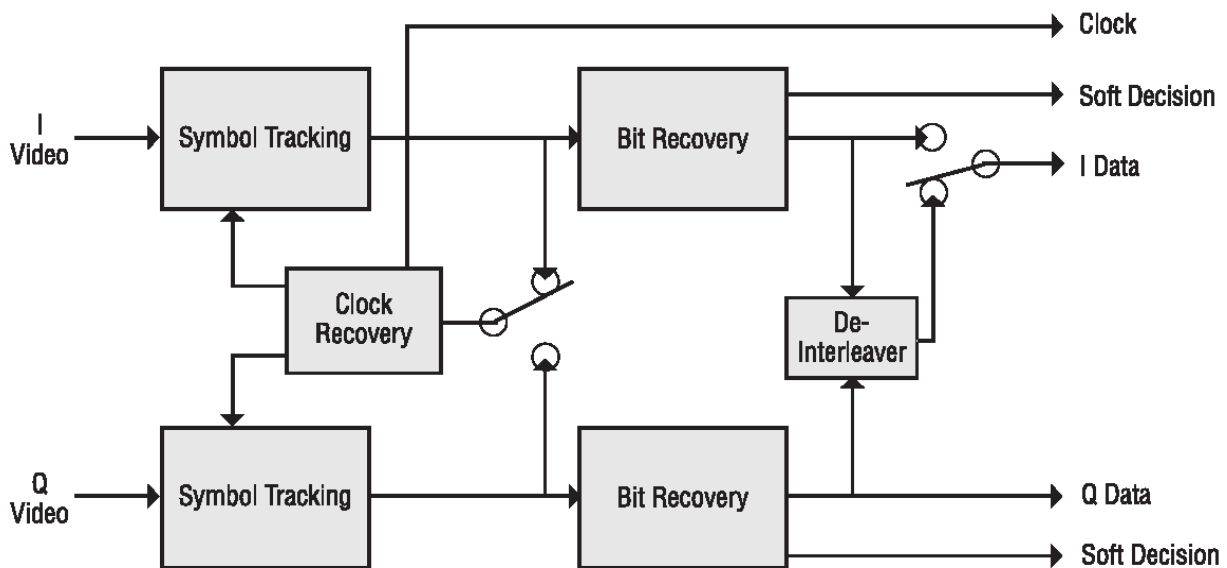 Clock
Soft Decision
I
Video
Symbol Tracking
Bit Recovery
I Data
Clock
Recovery
De-
Interleaver
Q
Video
Symbol Tracking
Bit Recovery
Q Data
Soft Decision